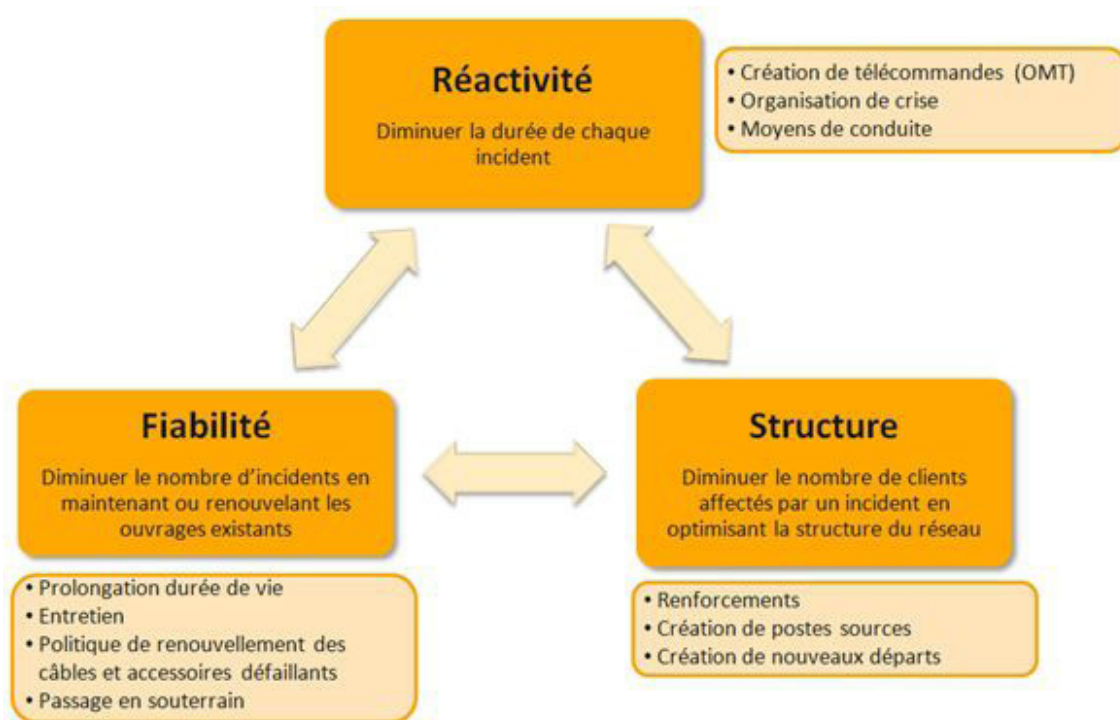 Réactivité
Diminuer la durée de chaque
incident
• Création de télécommandes (OMT)
• Organisation de crise
• Moyens de conduite
Fiabilité
Diminuer le nombre d'incidents en
maintenant ou renouvelant les
ouvrages existants
• Prolongation durée de vie
• Entretien
• Politique de renouvellement des
câbles et accessoires défaillants
• Passage en souterrain
Structure
Diminuer le nombre de clients
affectés par un incident en
optimisant la structure du réseau
• Renforcements
• Création de postes sources
• Création de nouveaux départs